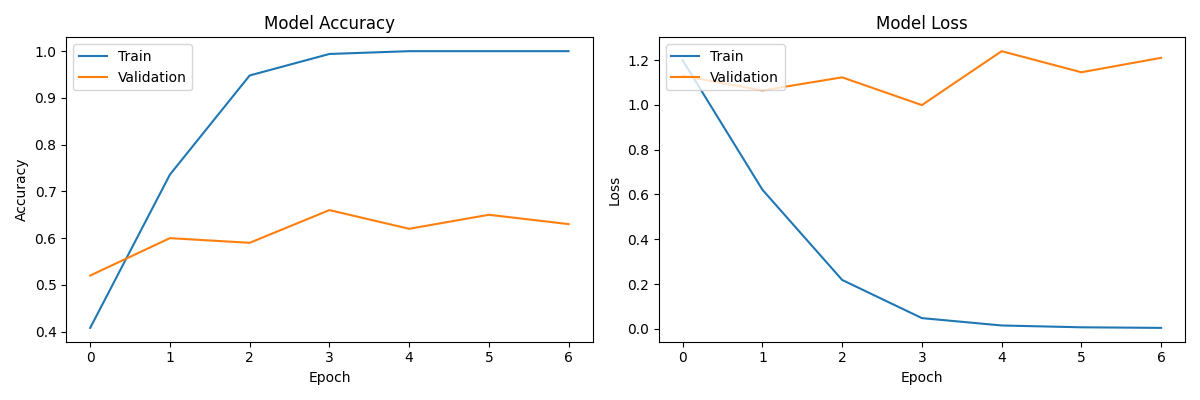 Model Accuracy
Train
Validation
1.0
0.9
0.8
0.7
0.6
0.5
0.4
Accuracy
0 1 2 3 4 5 6
Epoch
Model Loss
Train
Validation
1.2
1.0
0.8
0.6
0.4
0.2
0.0
Loss
0 1 2 3 4 5 6
Epoch